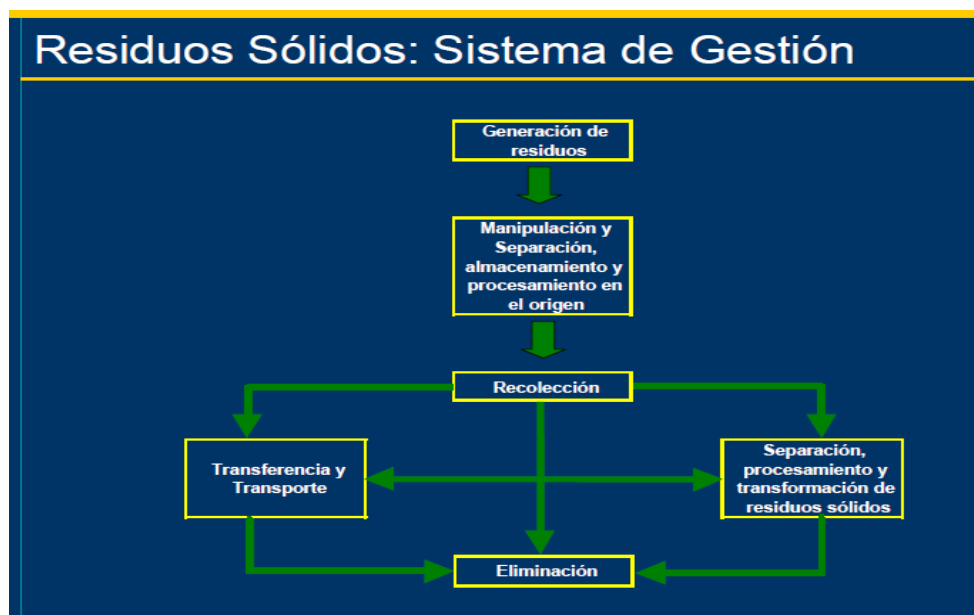 Residuos Sólidos: Sistema de Gestión
Generación de
residuos
Manipulación y
Separación,
almacenamiento y
procesamiento en
el origen
Recolección
Transferencia y
Transporte
Separación,
procesamiento y
transformación de
residuos sólidos
Eliminación